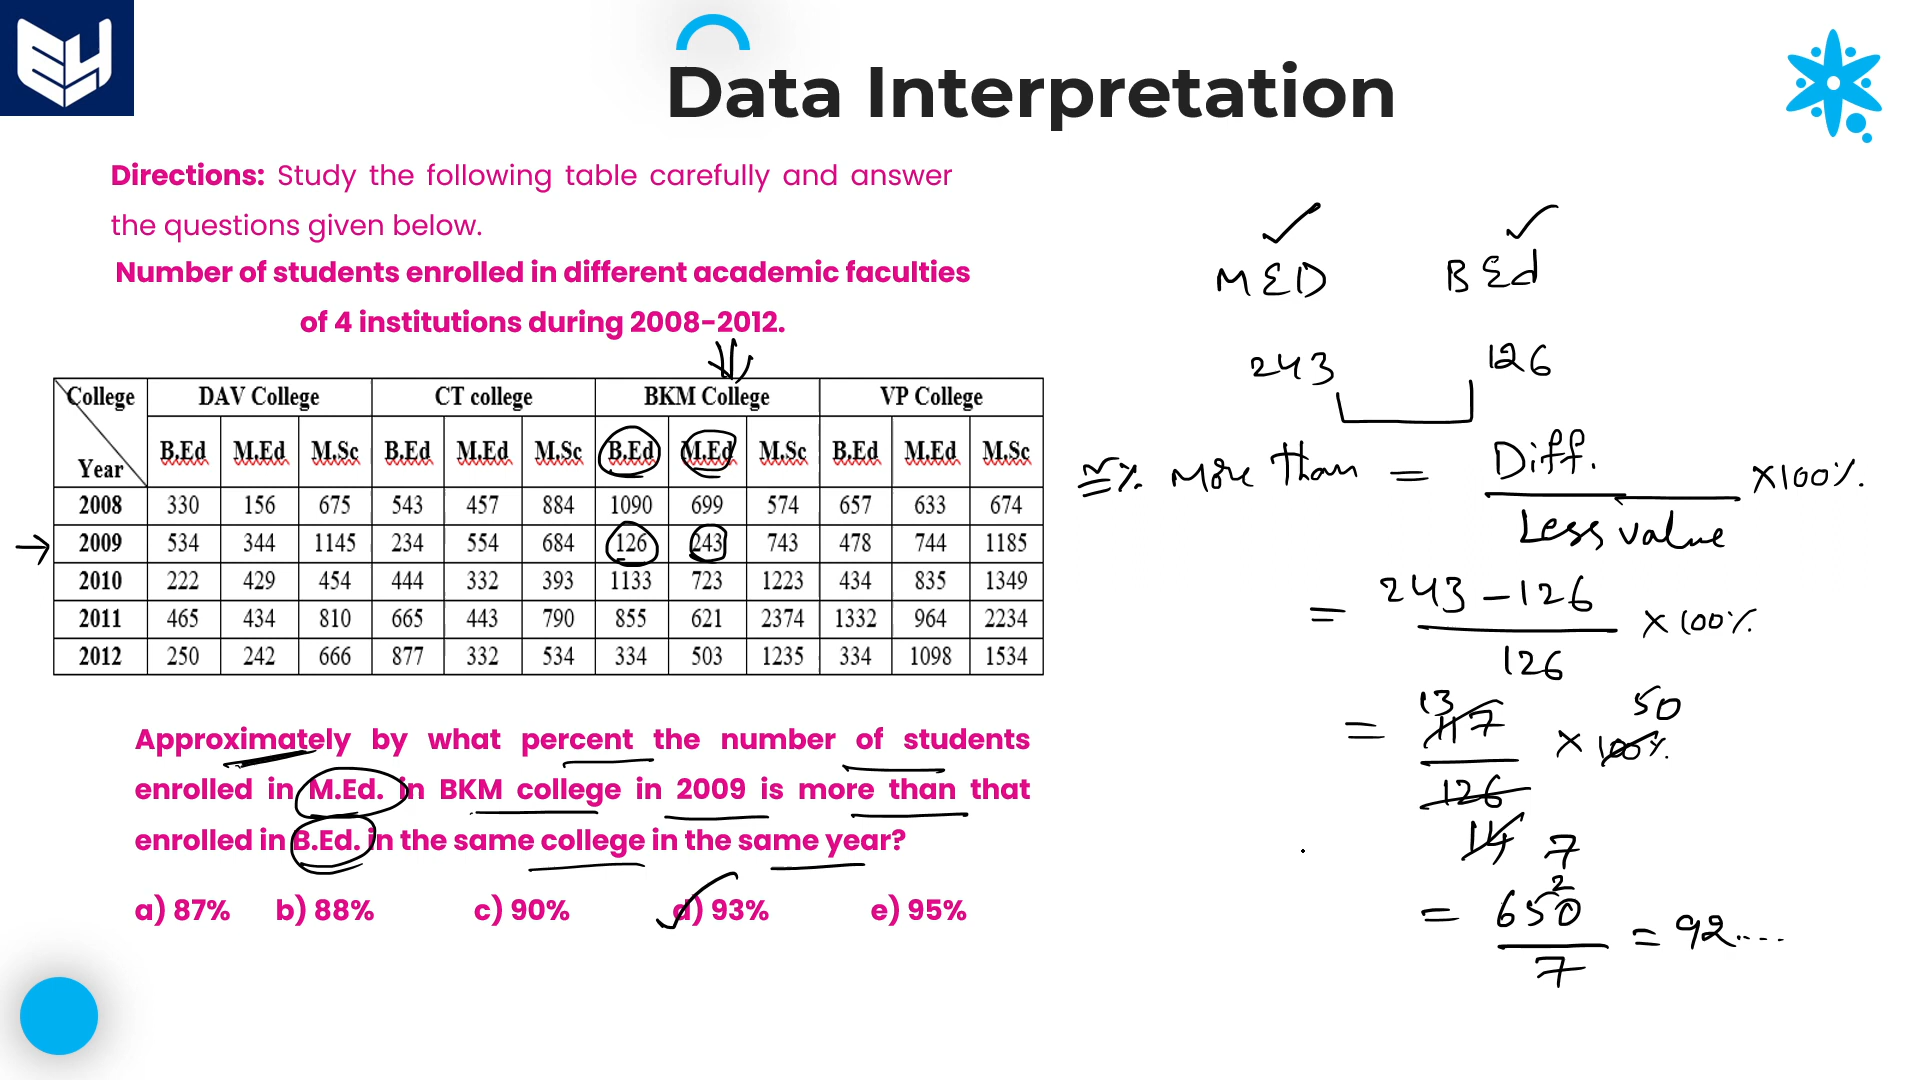 Data Interpretation
Directions: Study the following table carefully and answer
the questions given below.
Number of students enrolled in different academic faculties
of 4 institutions during 2008-2012.
College DAV College CT college BKM College VP College
Year B.Ed M.Ed M.Sc B.Ed M.Ed M.Sc B.Ed M.Ed M.Sc B.Ed M.Ed M.Sc
2008 330 156 675 543 457 884 1090 699 574 657 633 674
2009 534 344 1145 234 554 684 126 243 743 478 744 1185
2010 222 429 454 444 332 393 1133 723 1223 434 835 1349
2011 465 434 810 665 443 790 855 621 2374 1332 964 2234
2012 250 242 666 877 332 534 334 503 1235 334 1098 1534
Approximately by what percent the number of students
enrolled in M.Ed. in BKM college in 2009 is more than that
enrolled in B.Ed. in the same college in the same year?
a) 87% b) 88% c) 90% d) 93% e) 95%
MED BEd
243 126
≈% More than = Diff. ×100%
Less value
= 243 - 126 × 100%
126
13 50
= 117 × 100%
126
14 7
2
= 650 = 92....
7